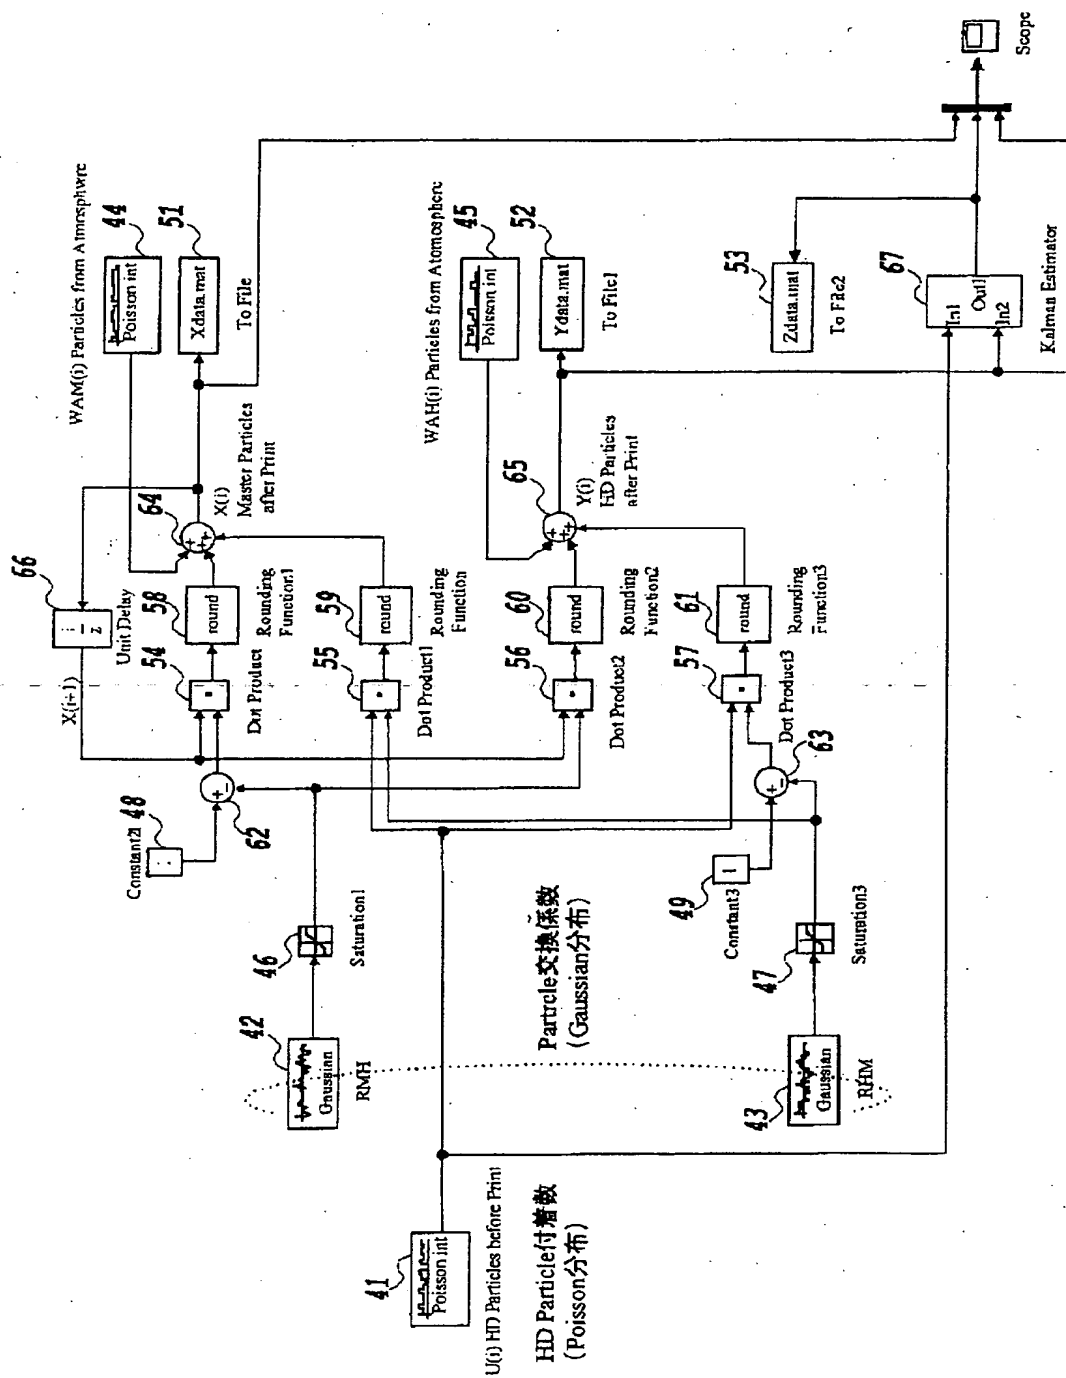 66
1
z
Unit Delay
X(i+1)
WAM(i) Particles from Atmosphwre
44
Poisson int
51
Xdata.mat
To File
64
+
+
+
X(i)
Master Particles
after Print
58
round
Rounding
Function1
54
Dot Product
59
round
Rounding
Function
55
Dot Product1
48
Constant2
62
+
−
46
Saturation1
42
Gaussian
RMH
WAH(i) Particles from Atomosphere
45
Poisson int
52
Ydata.mat
To File1
65
+
+
+
Y(i)
HD Particles
after Print
60
round
Rounding
Function2
56
Dot Product2
61
round
Rounding
Function3
57
Dot Product3
63
+
−
49
1
Constant3
47
Saturation3
43
Gaussian
RHM
Partrcle交換係数
(Gaussian分布)
41
Poisson int
U(i) HD Particles before Print
HD Particle付着数
(Poisson分布)
53
Zdata.mat
To File2
67
In1
Out1
In2
Kalman Estimator
Scope